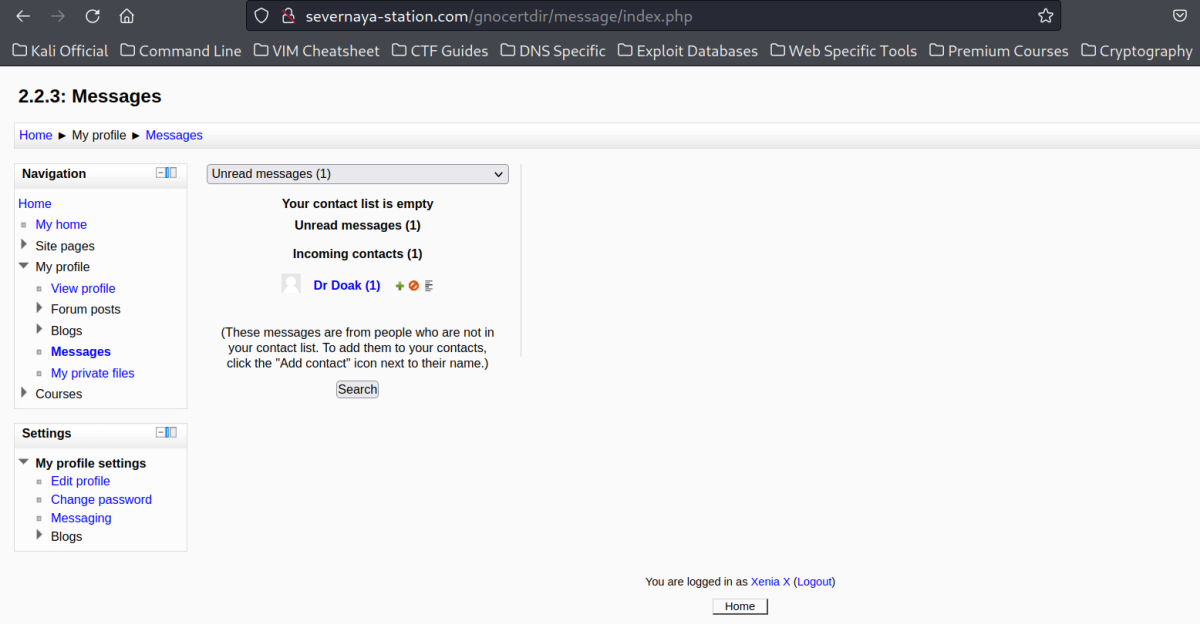 severnaya-station.com/gnocertdir/message/index.php
Kali Official Command Line VIM Cheatsheet CTF Guides DNS Specific Exploit Databases Web Specific Tools Premium Courses Cryptography
2.2.3: Messages
Home ► My profile ► Messages
Navigation
Home
My home
Site pages
My profile
View profile
Forum posts
Blogs
Messages
My private files
Courses
Settings
My profile settings
Edit profile
Change password
Messaging
Blogs
Unread messages (1)
Your contact list is empty
Unread messages (1)
Incoming contacts (1)
Dr Doak (1)
(These messages are from people who are not in
your contact list. To add them to your contacts,
click the "Add contact" icon next to their name.)
Search
You are logged in as Xenia X (Logout)
Home